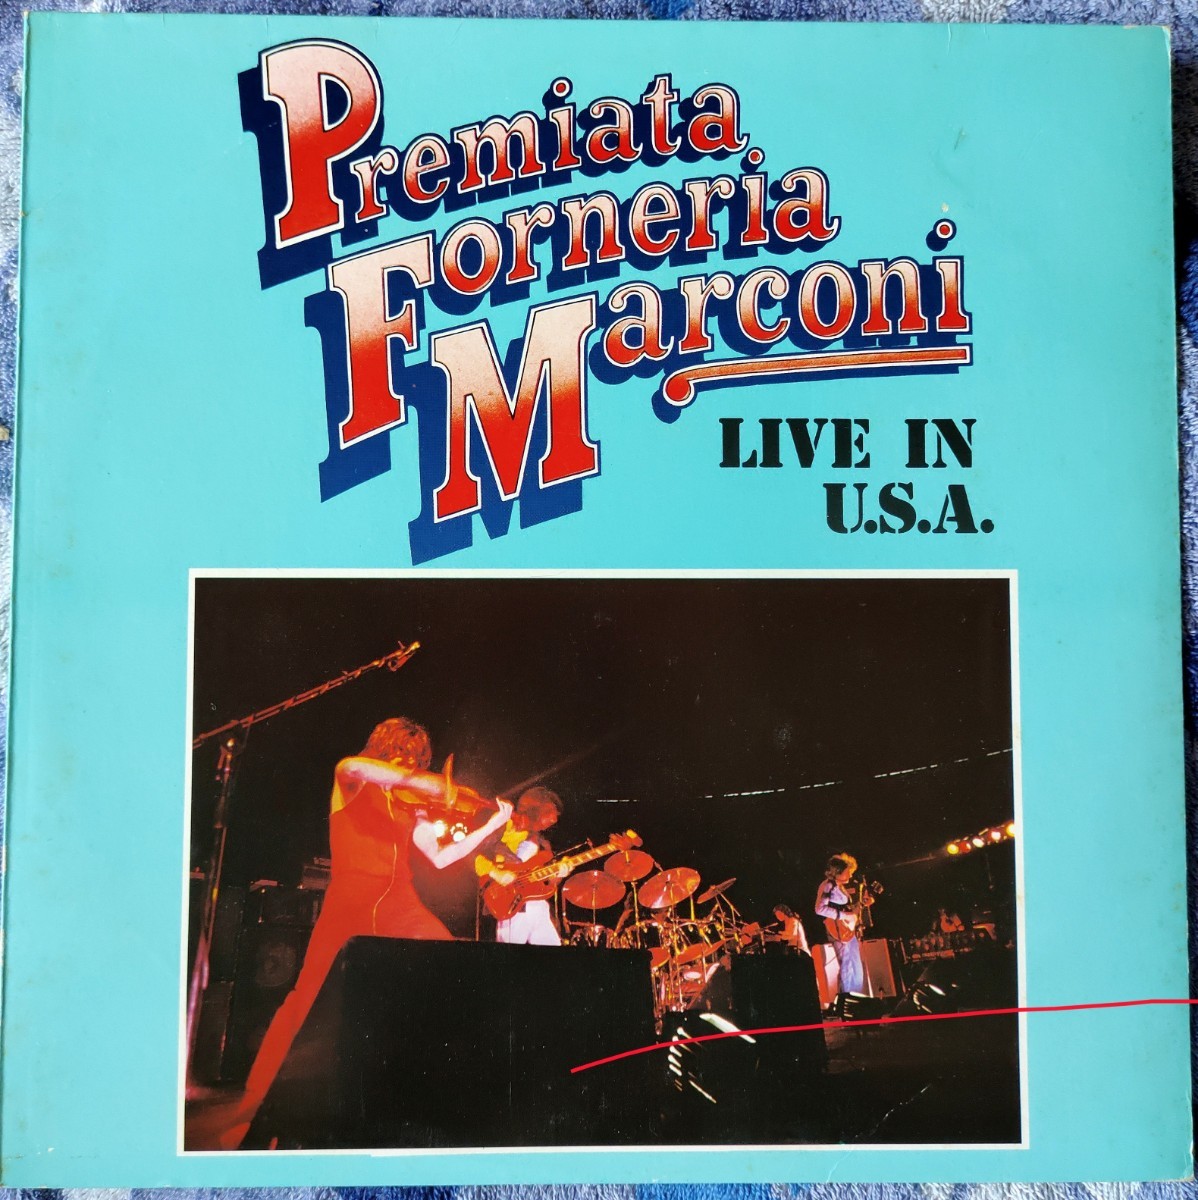 Premiata
Forneria
Marconi
LIVE IN
U.S.A.